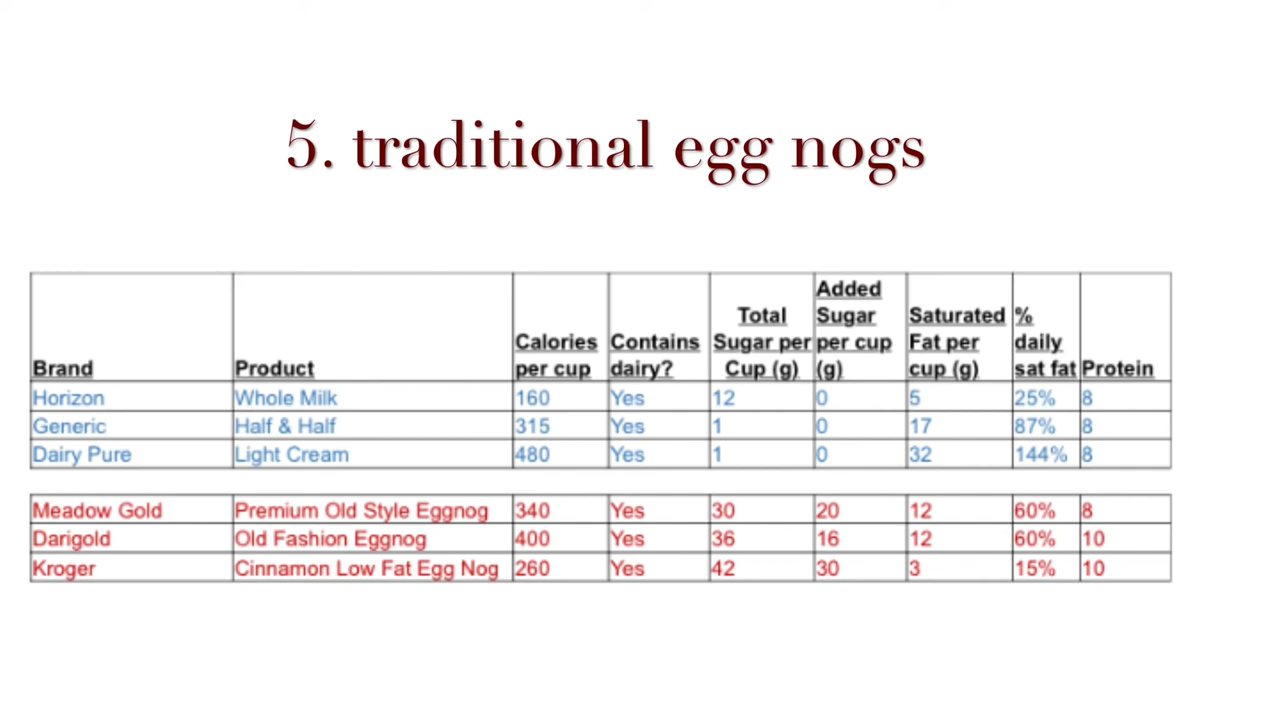 5. traditional egg nogs
Brand Product Calories per cup Contains dairy? Total Sugar per Cup (g) Added Sugar per cup (g) Saturated Fat per cup (g) % daily sat fat Protein
Horizon Whole Milk 160 Yes 12 0 5 25% 8
Generic Half & Half 315 Yes 1 0 17 87% 8
Dairy Pure Light Cream 480 Yes 1 0 32 144% 8
Meadow Gold Premium Old Style Eggnog 340 Yes 30 20 12 60% 8
Darigold Old Fashion Eggnog 400 Yes 36 16 12 60% 10
Kroger Cinnamon Low Fat Egg Nog 260 Yes 42 30 3 15% 10